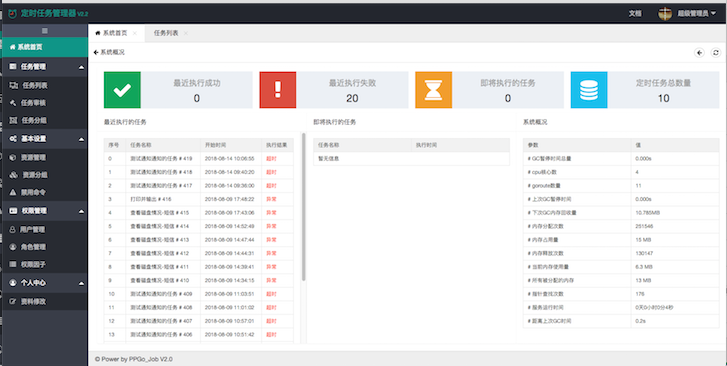 定时任务管理器 V2.2
文档
超级管理员
系统首页
任务管理
任务列表
任务审核
任务分组
基本设置
资源管理
资源分组
禁用命令
权限管理
用户管理
角色管理
权限因子
个人中心
资料修改
系统首页 ×
任务列表 ×
系统概况
最近执行成功
0
最近执行失败
20
即将执行的任务
0
定时任务总数量
10
最近执行的任务
序号 任务名称 开始时间 执行结果
0 测试通知通知的任务 # 419 2018-08-14 10:06:55 超时
1 测试通知通知的任务 # 418 2018-08-14 09:40:20 超时
2 测试通知通知的任务 # 417 2018-08-14 09:36:00 超时
3 打印并输出 # 416 2018-08-09 17:48:22 异常
4 查看磁盘情况-短信 # 415 2018-08-09 17:43:06 异常
5 查看磁盘情况-短信 # 414 2018-08-09 14:52:49 异常
6 查看磁盘情况-短信 # 413 2018-08-09 14:47:44 异常
7 查看磁盘情况-短信 # 412 2018-08-09 14:44:31 异常
8 查看磁盘情况-短信 # 411 2018-08-09 14:39:41 异常
9 查看磁盘情况-短信 # 410 2018-08-09 14:34:15 异常
10 测试通知通知的任务 # 409 2018-08-09 11:03:51 超时
11 测试通知通知的任务 # 408 2018-08-09 11:01:02 超时
12 测试通知通知的任务 # 407 2018-08-09 10:57:01 超时
13 测试通知通知的任务 # 406 2018-08-09 10:51:42 超时
即将执行的任务
任务名称 执行时间
暂无信息
系统概况
参数 值
# GC暂停时间总量 0.000s
# cpu核心数 4
# goroute数量 11
# 上次GC暂停时间 0.000s
# 下次GC内存回收量 10.785MB
# 内存分配次数 251546
# 内存占用量 15 MB
# 内存释放次数 130147
# 当前内存使用量 6.3 MB
# 所有被分配的内存 13 MB
# 指针查找次数 176
# 服务运行时间 0天0小时0分4秒
# 距离上次GC时间 0.2s
© Power by PPGo_Job V2.0